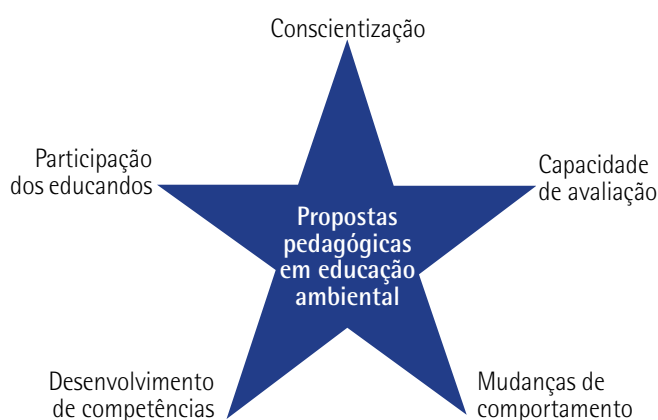 Conscientização
Participação
dos educandos
Capacidade
de avaliação
Propostas
pedagógicas
em educação
ambiental
Desenvolvimento
de competências
Mudanças de
comportamento